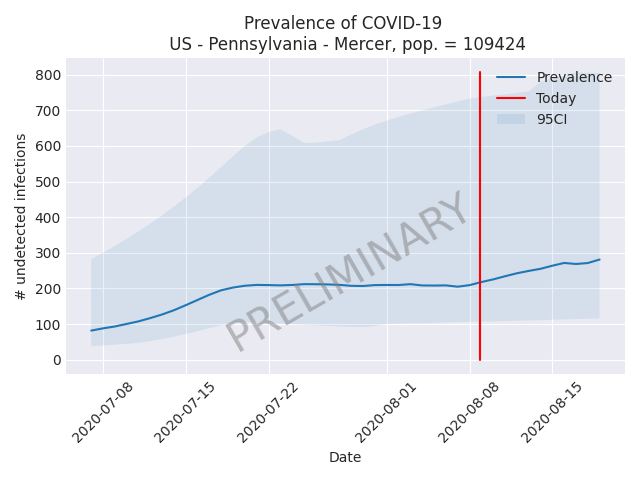 Prevalence of COVID-19
US - Pennsylvania - Mercer, pop. = 109424
800
700
600
500
400
300
200
100
0
# undetected infections
Prevalence
Today
95CI
PRELIMINARY
2020-07-08
2020-07-15
2020-07-22
2020-08-01
2020-08-08
2020-08-15
Date